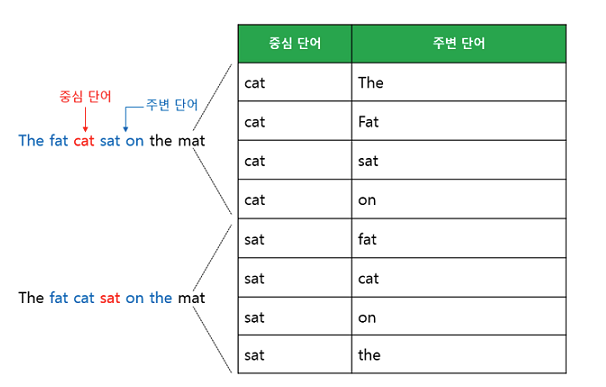 중심 단어
주변 단어
The fat cat sat on the mat
The fat cat sat on the mat
중심 단어 주변 단어
cat The
cat Fat
cat sat
cat on
sat fat
sat cat
sat on
sat the